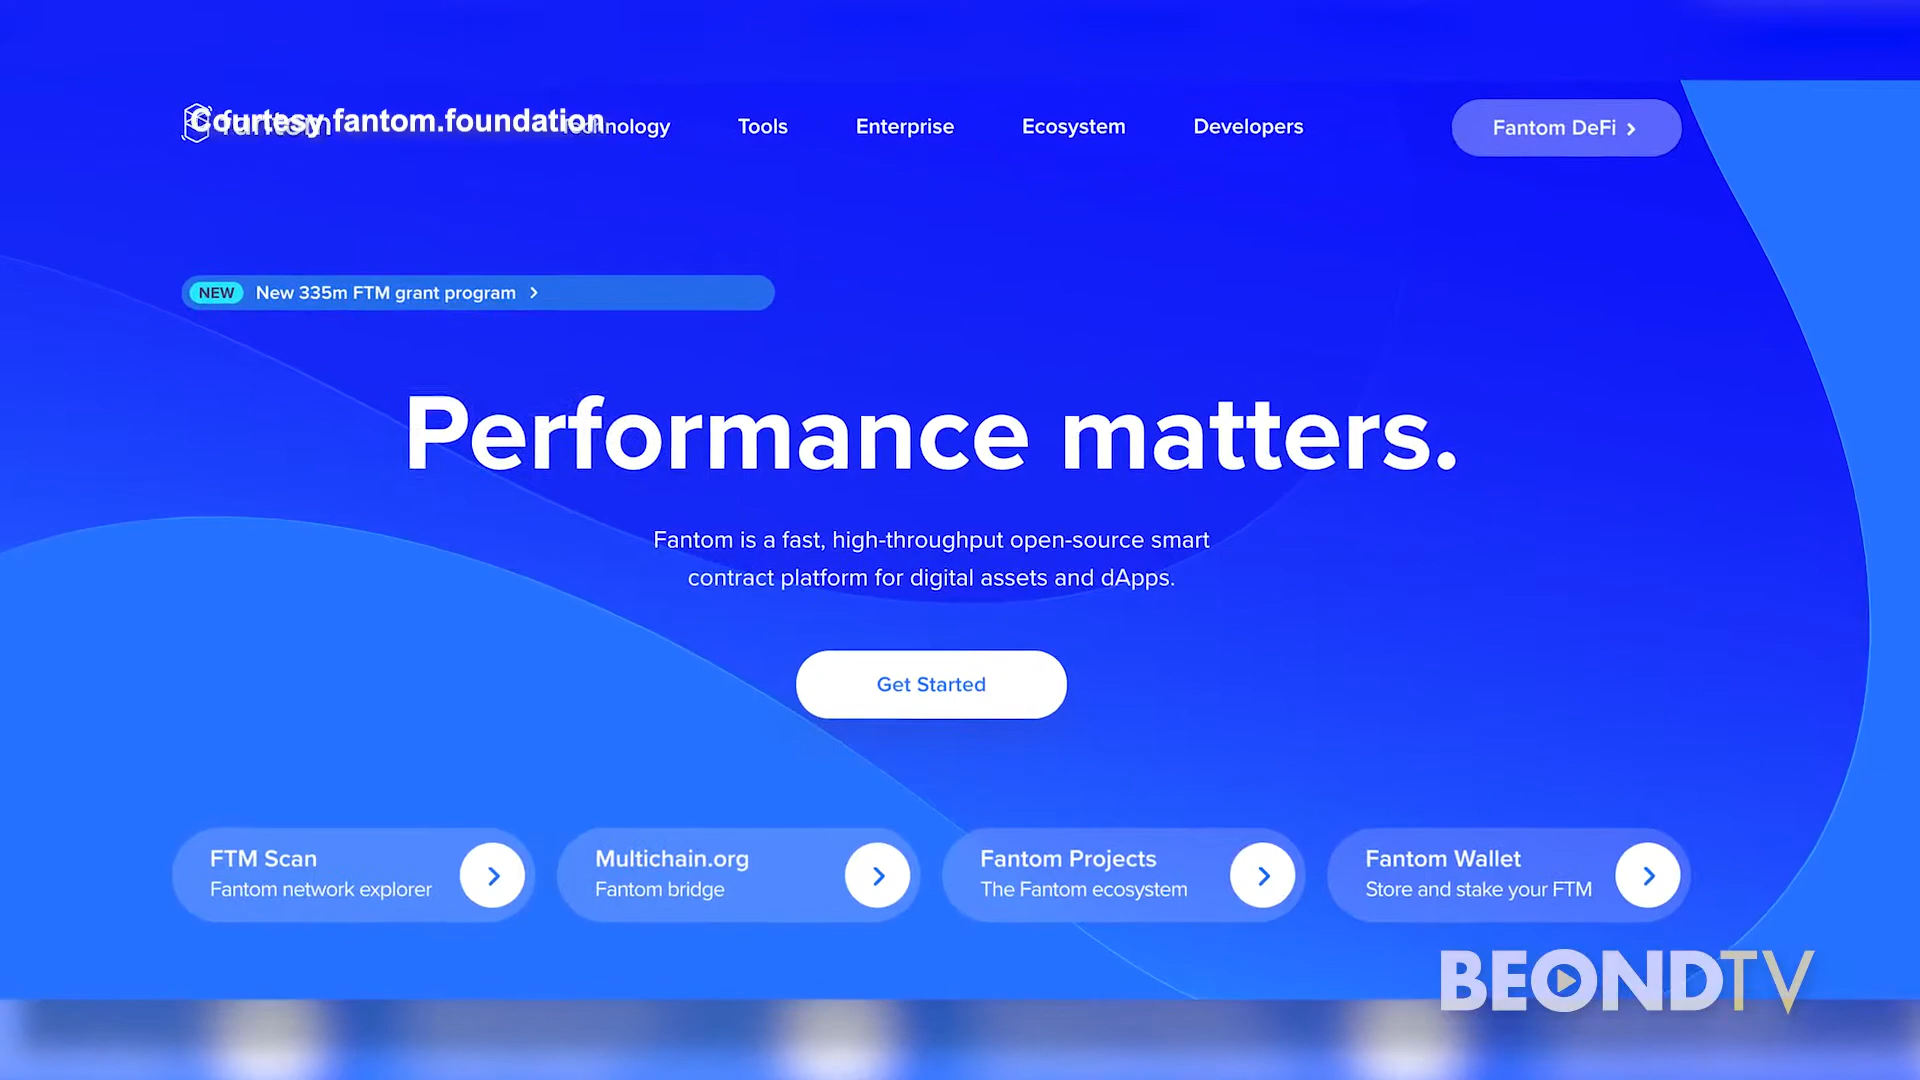 Courtesy fantom.foundation
fantom
Technology
Tools
Enterprise
Ecosystem
Developers
Fantom DeFi
NEW New 335m FTM grant program
Performance matters.
Fantom is a fast, high-throughput open-source smart
contract platform for digital assets and dApps.
Get Started
FTM Scan
Fantom network explorer
Multichain.org
Fantom bridge
Fantom Projects
The Fantom ecosystem
Fantom Wallet
Store and stake your FTM
BEONDTV